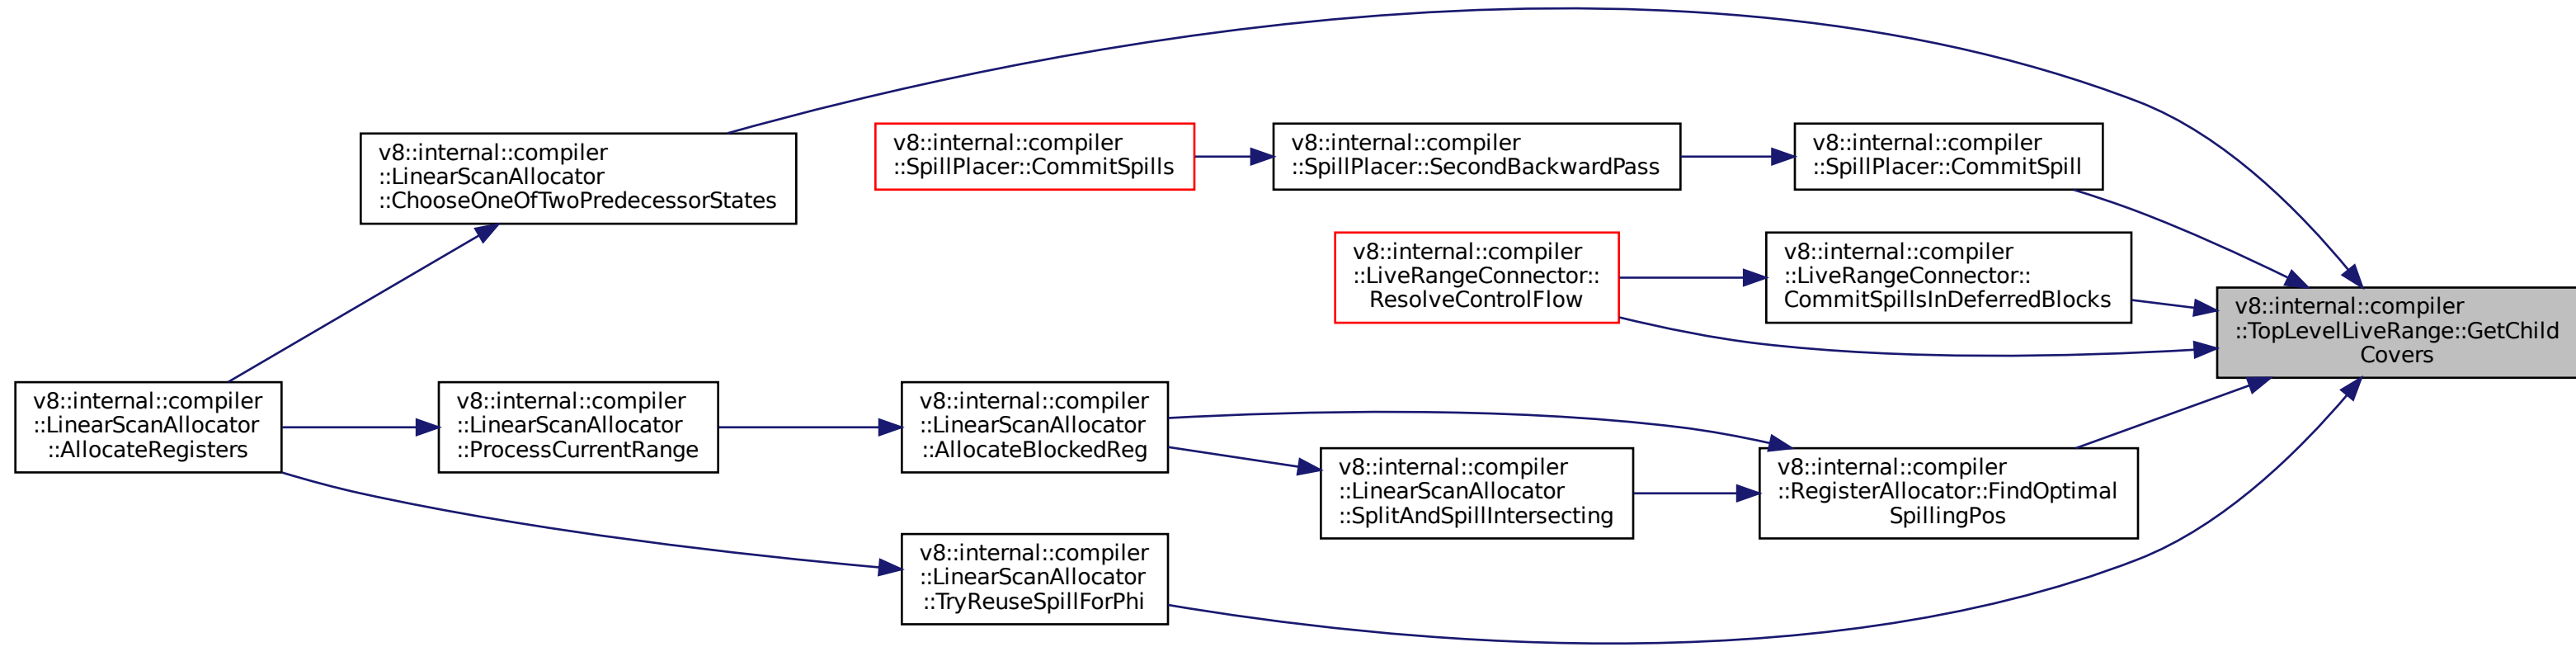 v8::internal::compiler
::LinearScanAllocator
::ChooseOneOfTwoPredecessorStates
v8::internal::compiler
::SpillPlacer::CommitSpills
v8::internal::compiler
::SpillPlacer::SecondBackwardPass
v8::internal::compiler
::SpillPlacer::CommitSpill
v8::internal::compiler
::LiveRangeConnector::
ResolveControlFlow
v8::internal::compiler
::LiveRangeConnector::
CommitSpillsInDeferredBlocks
v8::internal::compiler
::TopLevelLiveRange::GetChild
Covers
v8::internal::compiler
::LinearScanAllocator
::AllocateRegisters
v8::internal::compiler
::LinearScanAllocator
::ProcessCurrentRange
v8::internal::compiler
::LinearScanAllocator
::AllocateBlockedReg
v8::internal::compiler
::LinearScanAllocator
::SplitAndSpillIntersecting
v8::internal::compiler
::RegisterAllocator::FindOptimal
SpillingPos
v8::internal::compiler
::LinearScanAllocator
::TryReuseSpillForPhi